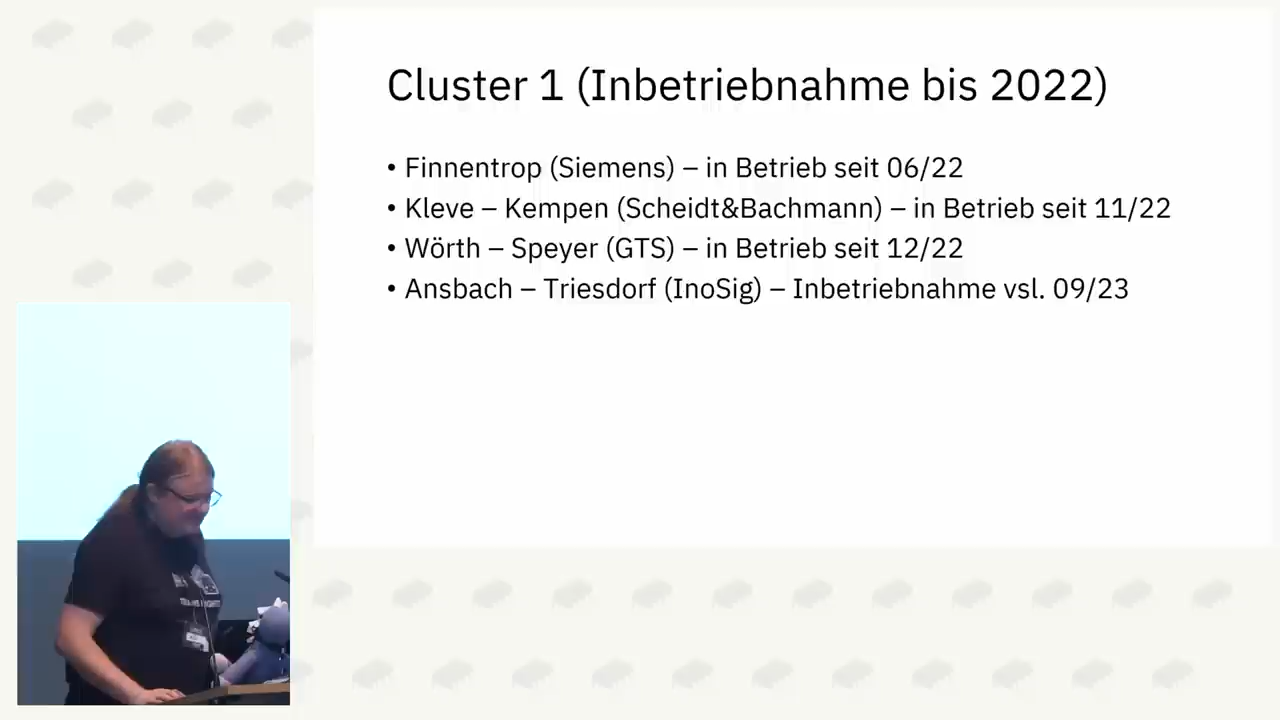 Cluster 1 (Inbetriebnahme bis 2022)
• Finnentrop (Siemens) – in Betrieb seit 06/22
• Kleve – Kempen (Scheidt&Bachmann) – in Betrieb seit 11/22
• Wörth – Speyer (GTS) – in Betrieb seit 12/22
• Ansbach – Triesdorf (InoSig) – Inbetriebnahme vsl. 09/23